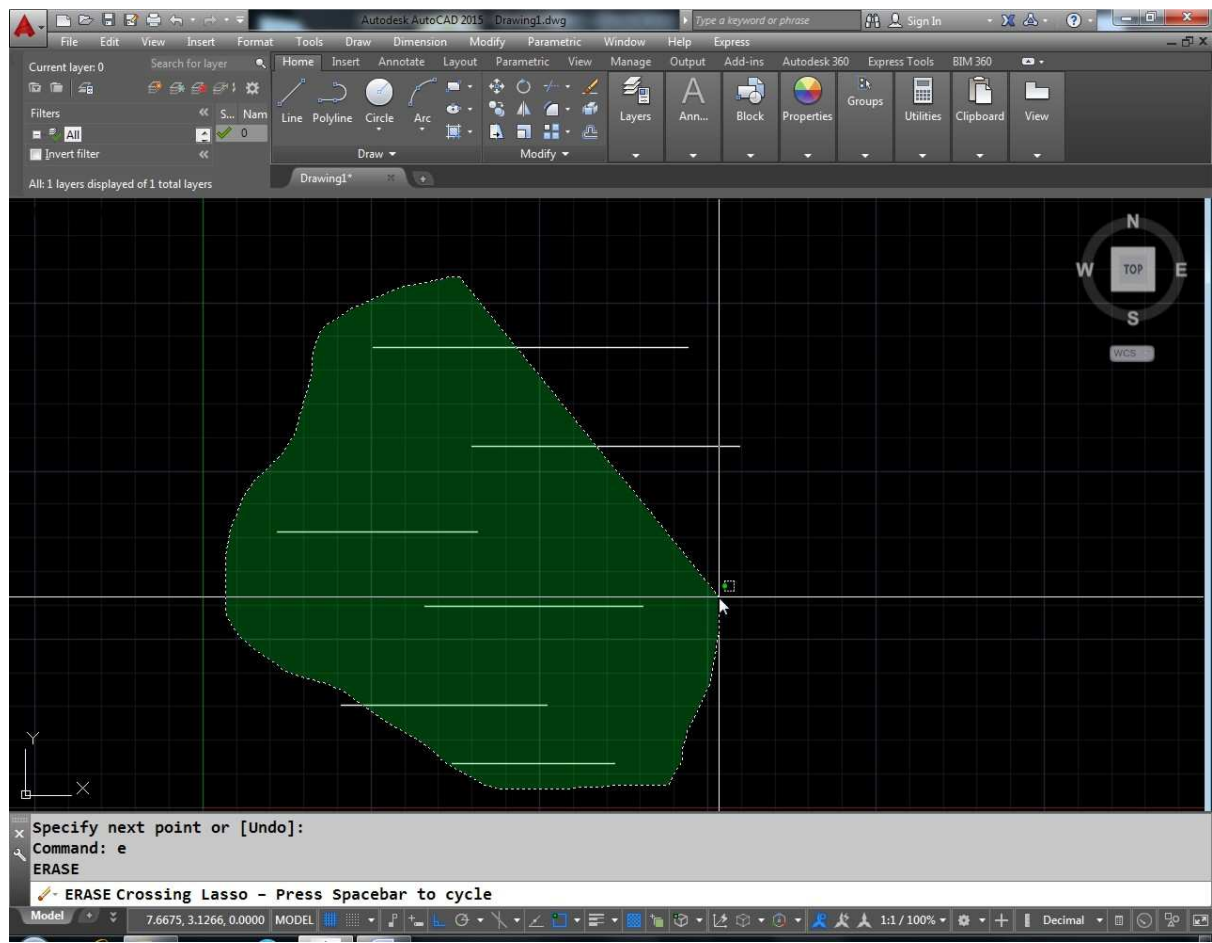 Autodesk AutoCAD 2015 Drawing1.dwg
Type a keyword or phrase
Sign In
File Edit View Insert Format Tools Draw Dimension Modify Parametric Window Help Express
Current layer: 0
Search for layer
Home Insert Annotate Layout Parametric View Manage Output Add-ins Autodesk 360 Express Tools BIM 360
Filters
S... Nam
All
0
Invert filter
All: 1 layers displayed of 1 total layers
Line Polyline Circle Arc
Layers
Ann...
Block
Properties
Groups
Utilities
Clipboard
View
Draw
Modify
Drawing1*
N
W TOP E
S
WCS
Y
X
Specify next point or [Undo]:
Command: e
ERASE
ERASE Crossing Lasso - Press Spacebar to cycle
Model
7.6675, 3.1266, 0.0000 MODEL
1:1 / 100%
Decimal